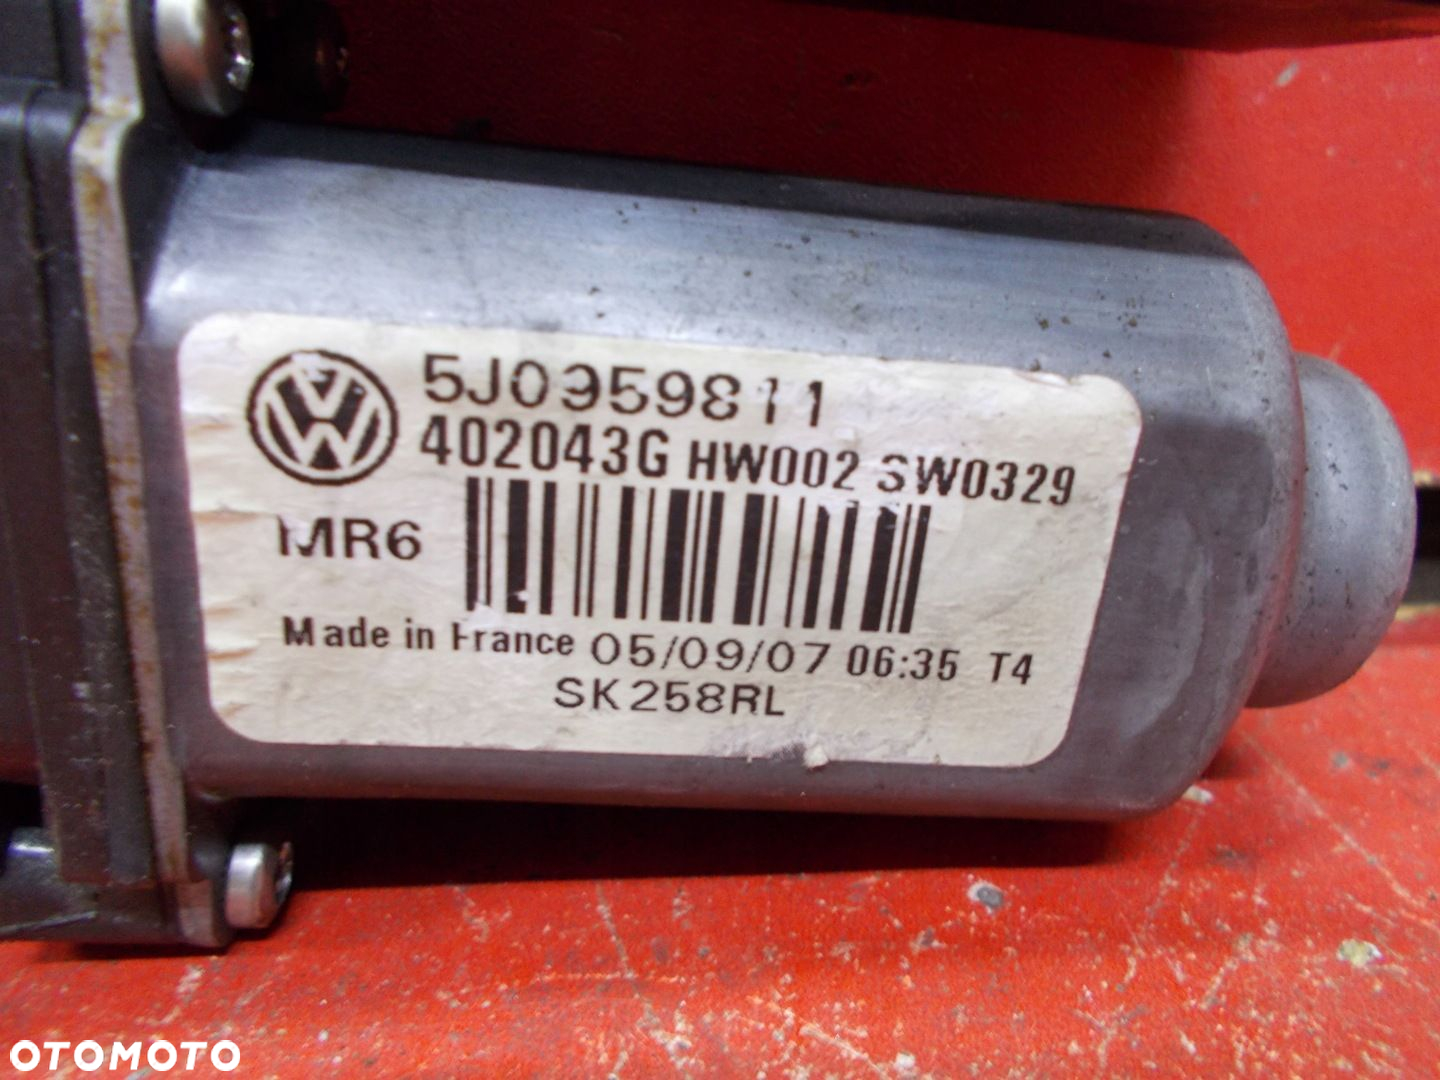 5J0959811
402043G HW002 SW0329
MR6
Made in France 05/09/07 06:35 T4
SK258RL
OTOMOTO